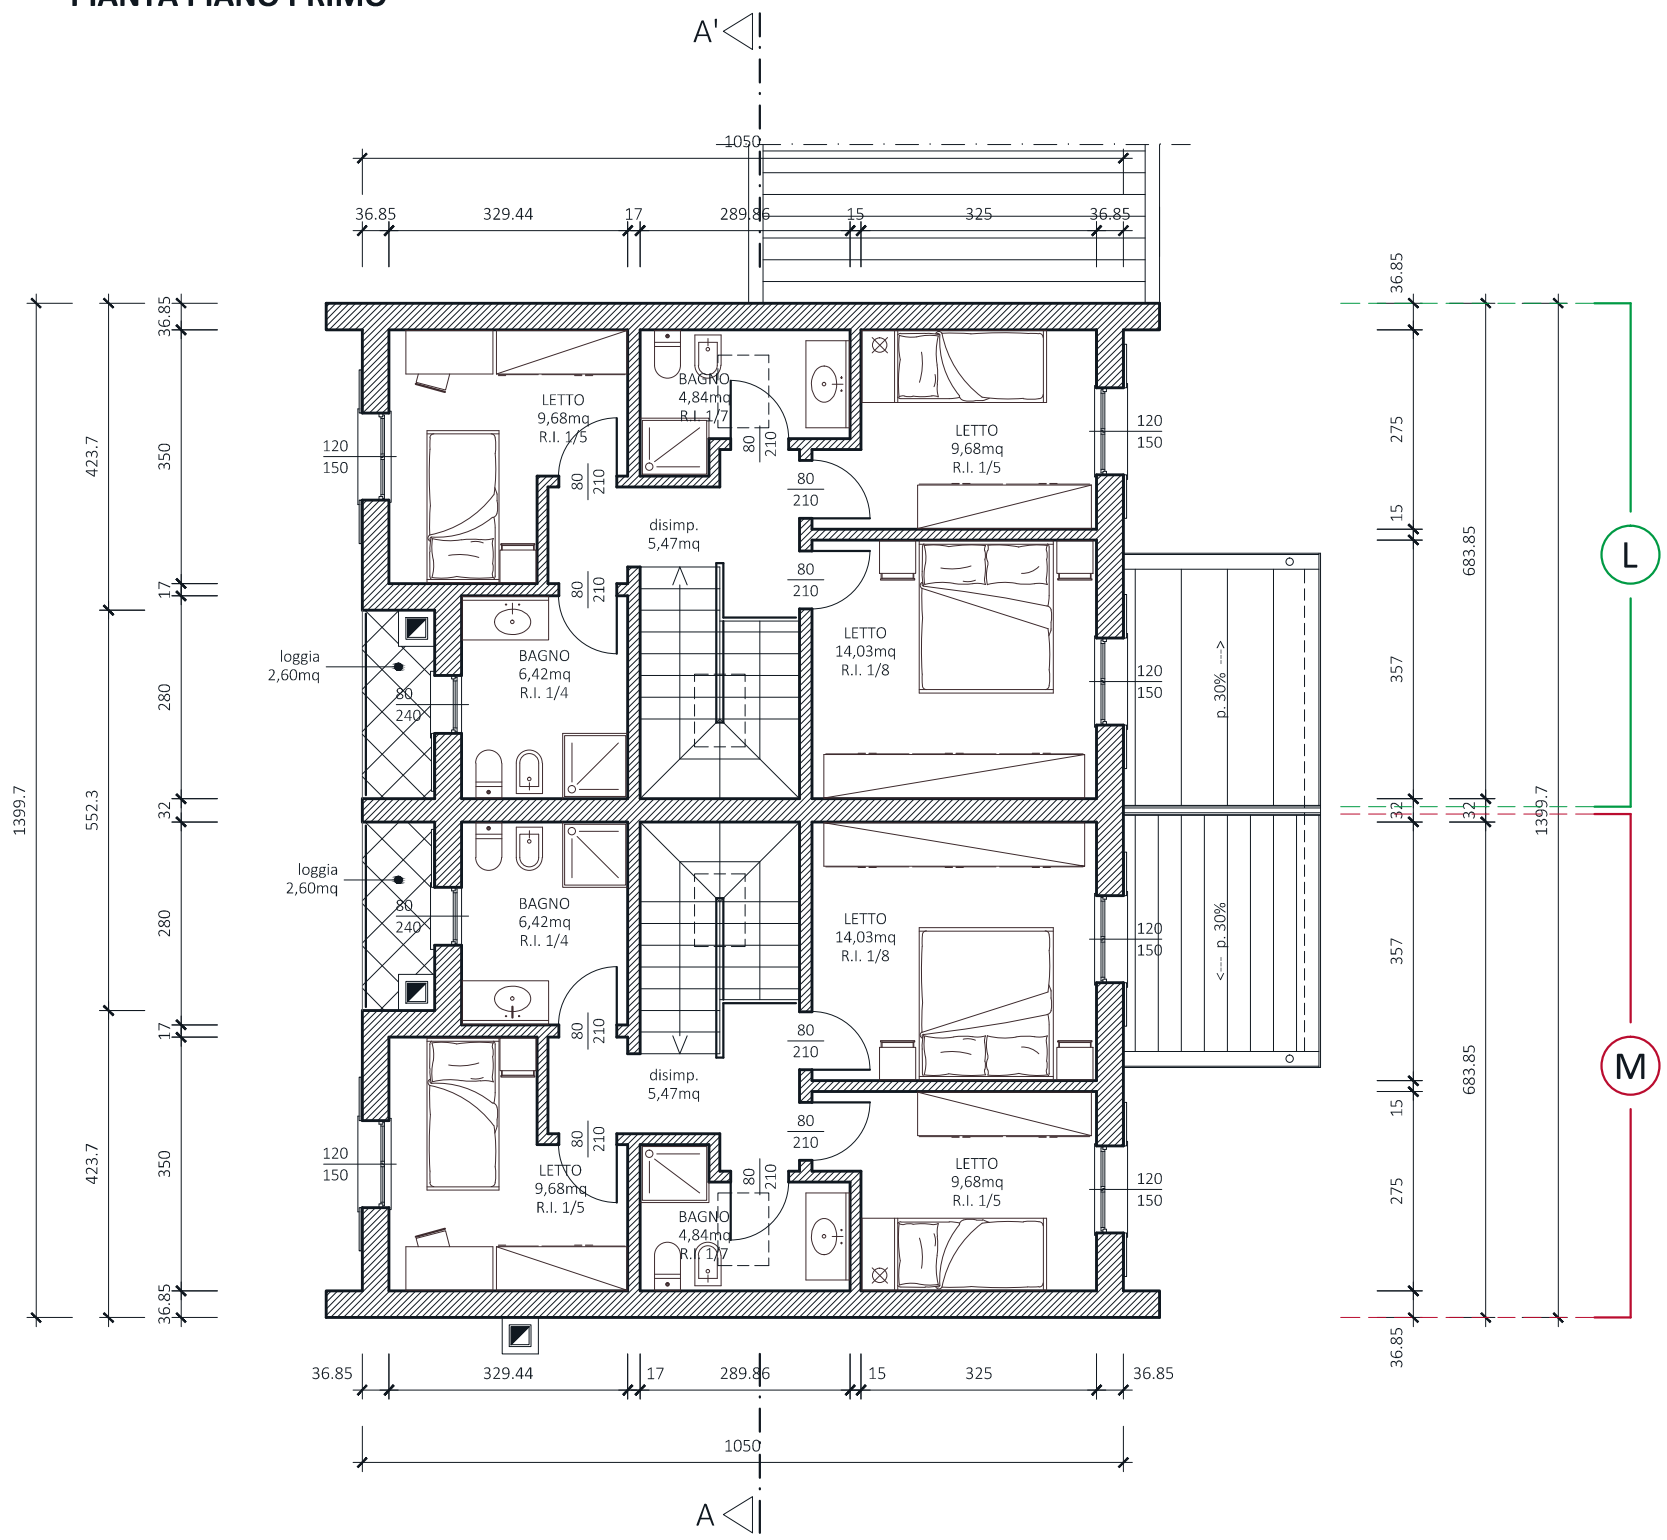 PIANTA PIANO PRIMO
A'
1050
36.85 329.44 17 289.86 15 325 36.85
36.85
423.7
350
17
280
552.3
32
280
17
350
423.7
36.85
1399.7
36.85
275
15
357
32
357
15
275
36.85
683.85
32
683.85
1399.7
L
M
LETTO
9,68mq
R.I. 1/5
120
150
80
210
BAGNO
4,84mq
R.I. 1/7
80
210
LETTO
9,68mq
R.I. 1/5
120
150
80
210
disimp.
5,47mq
80
210
80
210
LETTO
14,03mq
R.I. 1/8
120
150
loggia
2,60mq
80
240
BAGNO
6,42mq
R.I. 1/4
p. 30% --->
loggia
2,60mq
80
240
BAGNO
6,42mq
R.I. 1/4
LETTO
14,03mq
R.I. 1/8
120
150
<--- p. 30%
80
210
80
210
disimp.
5,47mq
80
210
80
210
LETTO
9,68mq
R.I. 1/5
120
150
80
210
BAGNO
4,84mq
R.I. 1/7
LETTO
9,68mq
R.I. 1/5
120
150
36.85 329.44 17 289.86 15 325 36.85
1050
A